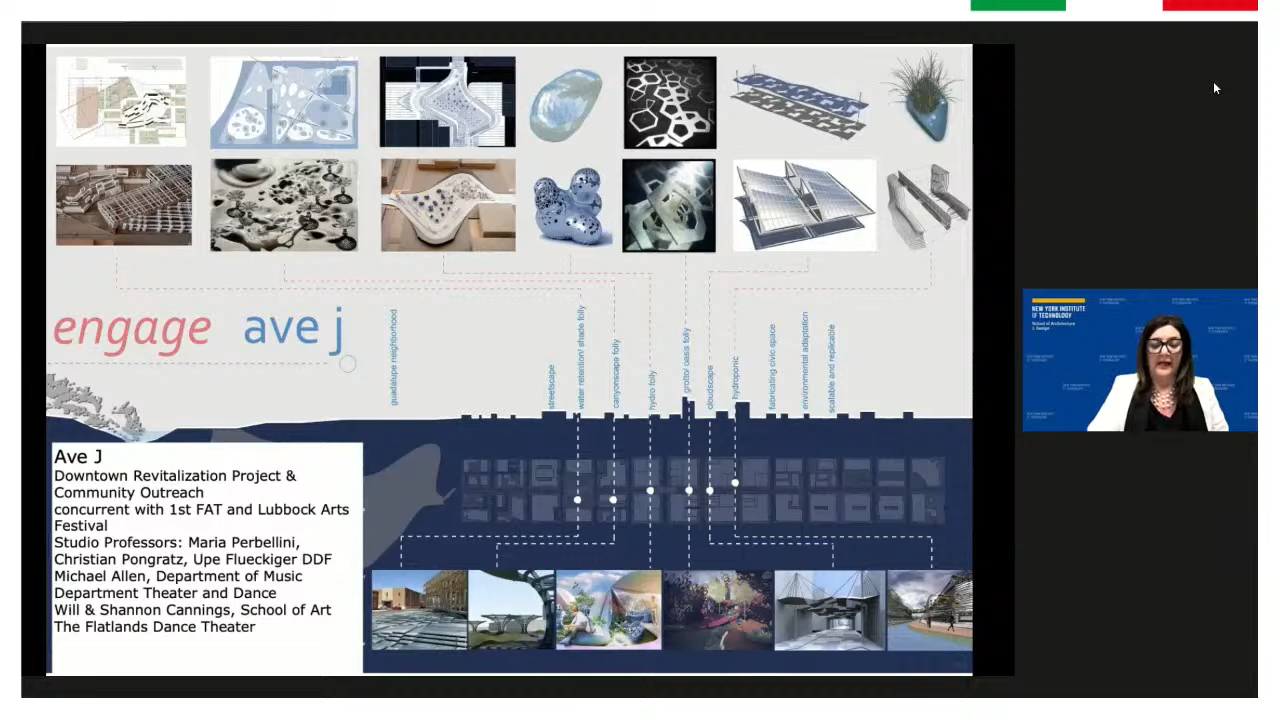 engage ave j
guadalupe neighborhood
streetscape
water retention/ shade folly
canyonscape folly
hydro folly
grotto/ oasis folly
cloudscape
hydroponic
fabricating civic space
environmental adaptation
scalable and replicable
Ave J
Downtown Revitalization Project &
Community Outreach
concurrent with 1st FAT and Lubbock Arts
Festival
Studio Professors: Maria Perbellini,
Christian Pongratz, Upe Flueckiger DDF
Michael Allen, Department of Music
Department Theater and Dance
Will & Shannon Cannings, School of Art
The Flatlands Dance Theater
NEW YORK INSTITUTE
OF TECHNOLOGY
School of Architecture
& Design